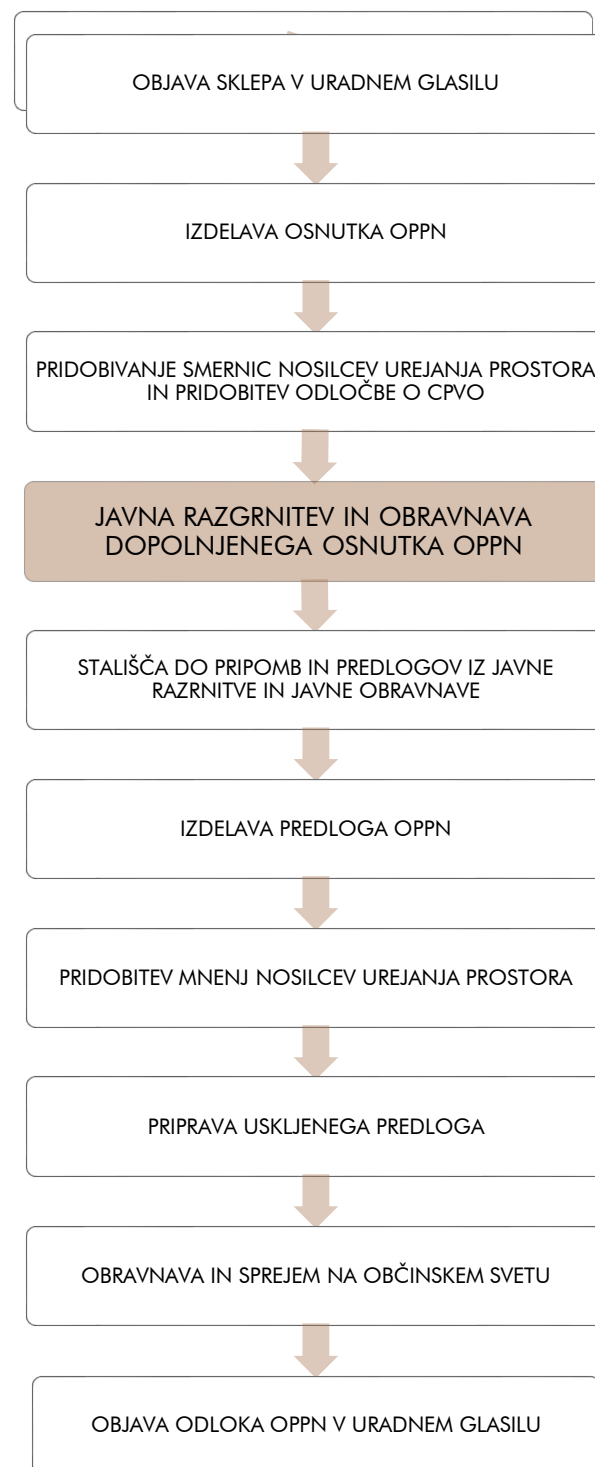 OBJAVA SKLEPA V URADNEM GLASILU
IZDELAVA OSNUTKA OPPN
PRIDOBIVANJE SMERNIC NOSILCEV UREJANJA PROSTORA
IN PRIDOBITEV ODLOČBE O CPVO
JAVNA RAZGRNITEV IN OBRAVNAVA
DOPOLNJENEGA OSNUTKA OPPN
STALIŠČA DO PRIPOMB IN PREDLOGOV IZ JAVNE
RAZRNITVE IN JAVNE OBRAVNAVE
IZDELAVA PREDLOGA OPPN
PRIDOBITEV MNENJ NOSILCEV UREJANJA PROSTORA
PRIPRAVA USKLJENEGA PREDLOGA
OBRAVNAVA IN SPREJEM NA OBČINSKEM SVETU
OBJAVA ODLOKA OPPN V URADNEM GLASILU